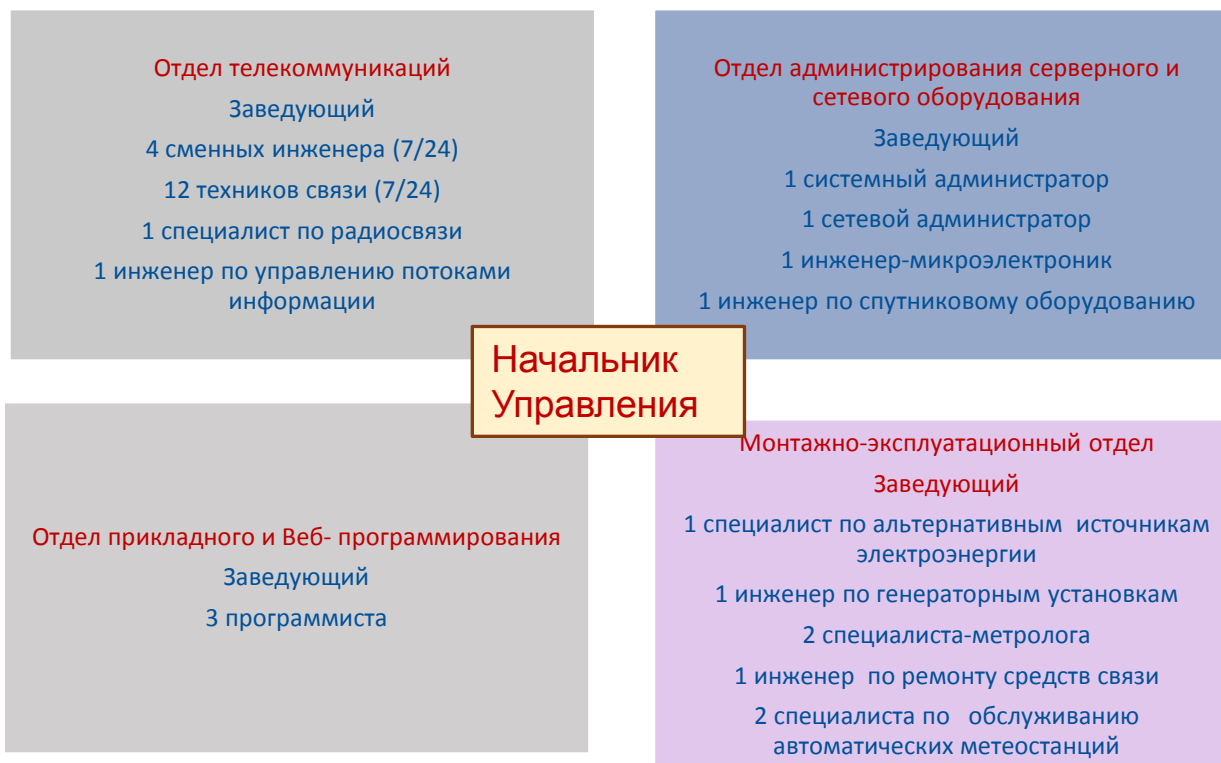 Отдел телекоммуникаций
Заведующий
4 сменных инженера (7/24)
12 техников связи (7/24)
1 специалист по радиосвязи
1 инженер по управлению потоками
информации
Отдел администрирования серверного и
сетевого оборудования
Заведующий
1 системный администратор
1 сетевой администратор
1 инженер-микроэлектроник
1 инженер по спутниковому оборудованию
Начальник
Управления
Отдел прикладного и Веб- программирования
Заведующий
3 программиста
Монтажно-эксплуатационный отдел
Заведующий
1 специалист по альтернативным источникам
электроэнергии
1 инженер по генераторным установкам
2 специалиста-метролога
1 инженер по ремонту средств связи
2 специалиста по обслуживанию
автоматических метеостанций